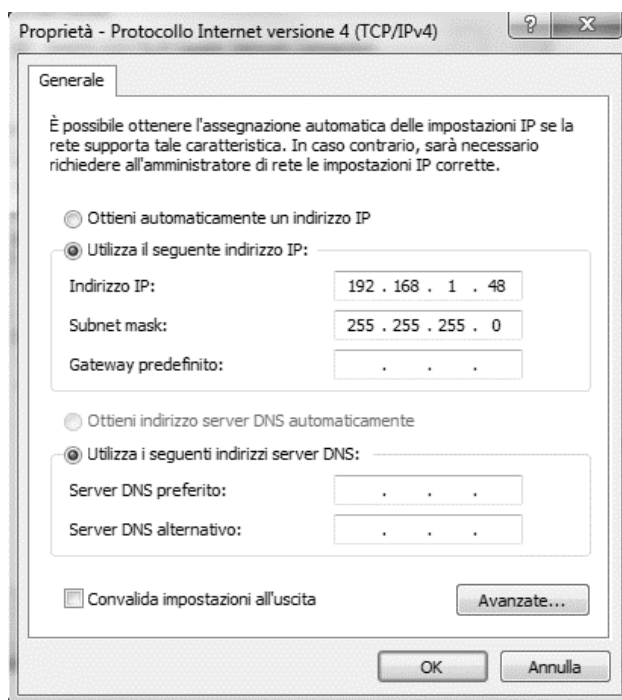 Proprietà - Protocollo Internet versione 4 (TCP/IPv4)
Generale
È possibile ottenere l'assegnazione automatica delle impostazioni IP se la
rete supporta tale caratteristica. In caso contrario, sarà necessario
richiedere all'amministratore di rete le impostazioni IP corrette.
Ottieni automaticamente un indirizzo IP
Utilizza il seguente indirizzo IP:
Indirizzo IP: 192 . 168 . 1 . 48
Subnet mask: 255 . 255 . 255 . 0
Gateway predefinito: . . .
Ottieni indirizzo server DNS automaticamente
Utilizza i seguenti indirizzi server DNS:
Server DNS preferito: . . .
Server DNS alternativo: . . .
Convalida impostazioni all'uscita Avanzate...
OK Annulla